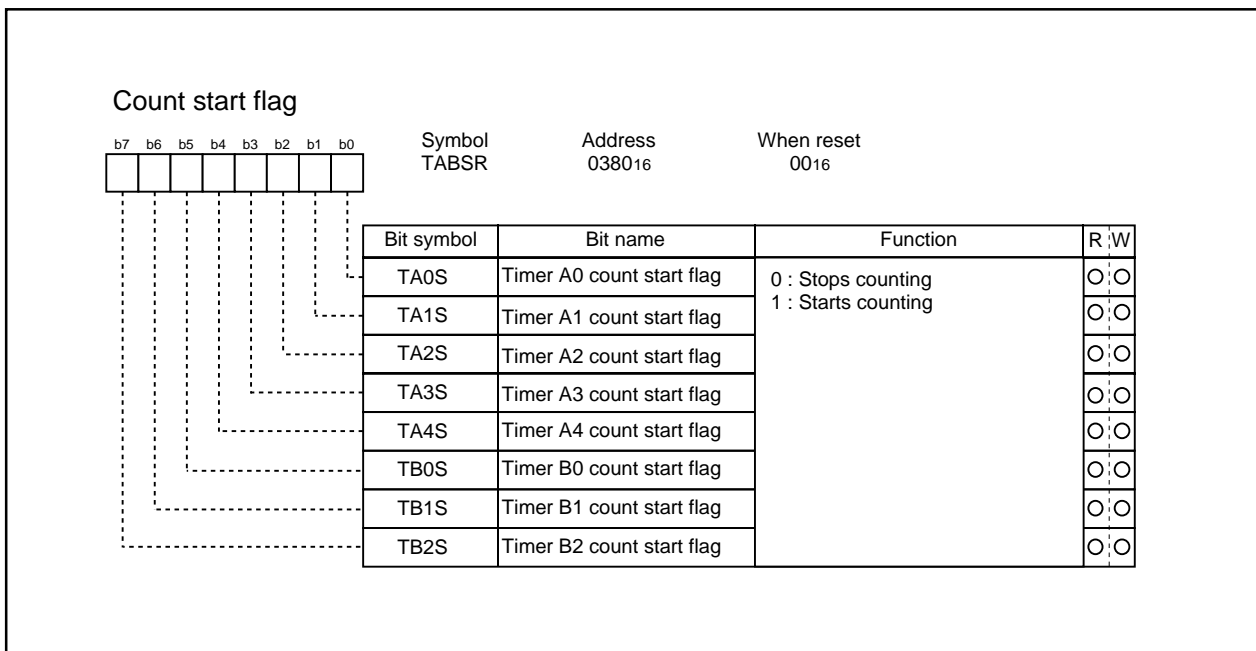 Count start flag
b7 b6 b5 b4 b3 b2 b1 b0
Symbol Address When reset
TABSR 038016 0016
Bit symbol Bit name Function R W
TA0S Timer A0 count start flag 0 : Stops counting
1 : Starts counting
TA1S Timer A1 count start flag
TA2S Timer A2 count start flag
TA3S Timer A3 count start flag
TA4S Timer A4 count start flag
TB0S Timer B0 count start flag
TB1S Timer B1 count start flag
TB2S Timer B2 count start flag